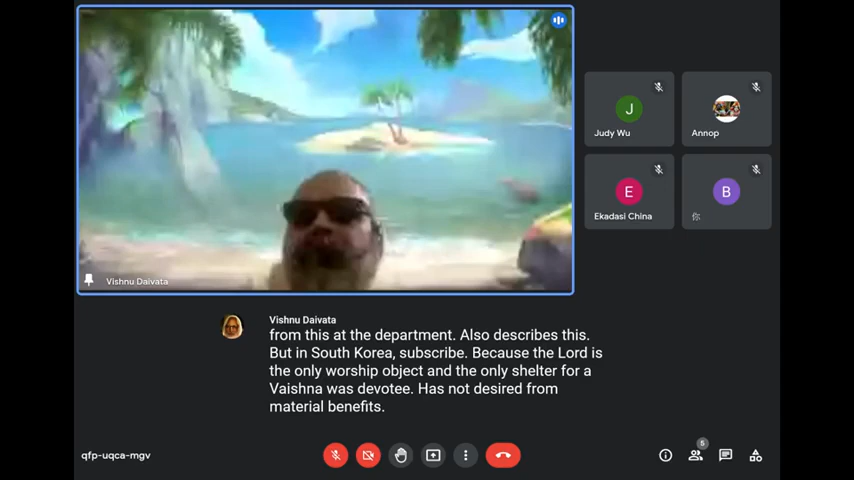 J
Judy Wu
Annop
E
Ekadasi China
B
你
Vishnu Daivata
Vishnu Daivata
from this at the department. Also describes this.
But in South Korea, subscribe. Because the Lord is
the only worship object and the only shelter for a
Vaishna was devotee. Has not desired from
material benefits.
qfp-uqca-mgv
5